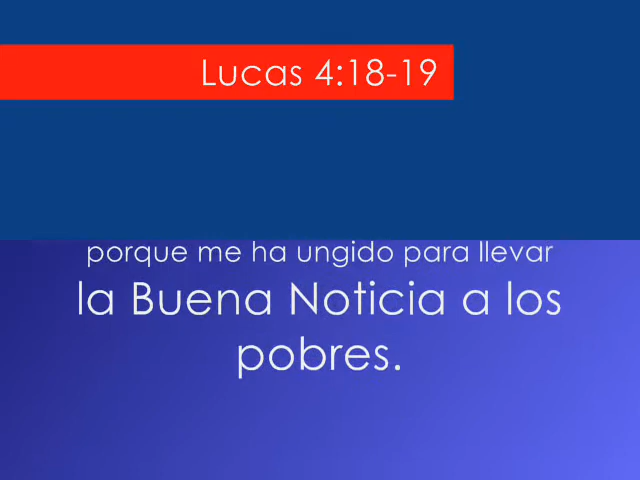 Lucas 4:18-19
porque me ha ungido para llevar
la Buena Noticia a los
pobres.